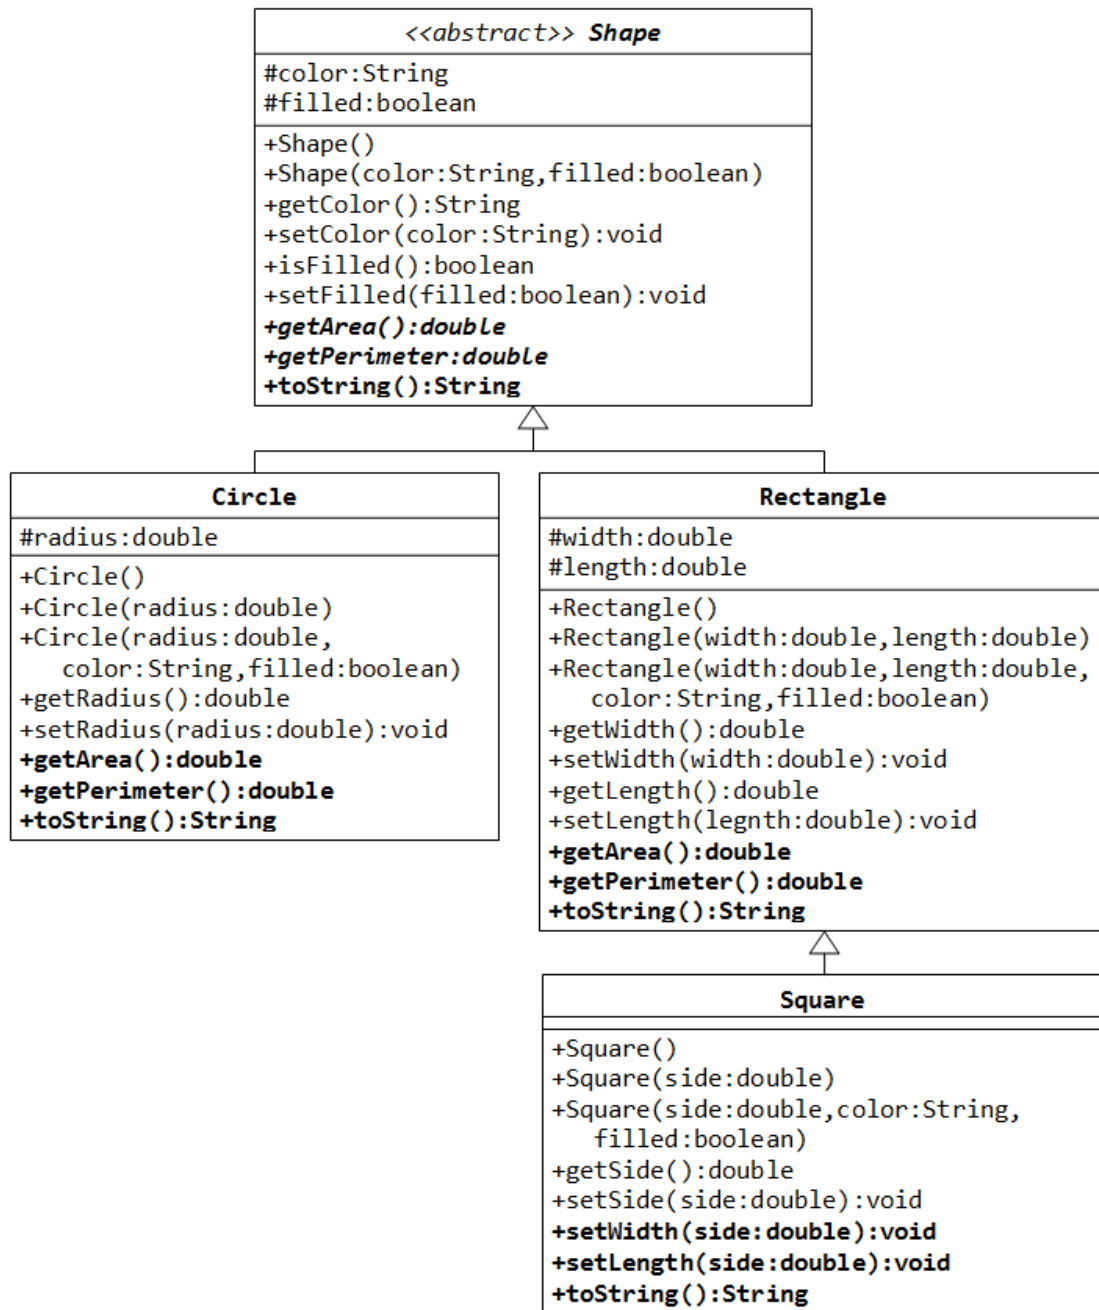 <<abstract>> Shape
#color:String
#filled:boolean
+Shape()
+Shape(color:String,filled:boolean)
+getColor():String
+setColor(color:String):void
+isFilled():boolean
+setFilled(filled:boolean):void
+getArea():double
+getPerimeter:double
+toString():String
Circle
#radius:double
+Circle()
+Circle(radius:double)
+Circle(radius:double,
color:String,filled:boolean)
+getRadius():double
+setRadius(radius:double):void
+getArea():double
+getPerimeter():double
+toString():String
Rectangle
#width:double
#length:double
+Rectangle()
+Rectangle(width:double,length:double)
+Rectangle(width:double,length:double,
color:String,filled:boolean)
+getWidth():double
+setWidth(width:double):void
+getLength():double
+setLength(legnth:double):void
+getArea():double
+getPerimeter():double
+toString():String
Square
+Square()
+Square(side:double)
+Square(side:double,color:String,
filled:boolean)
+getSide():double
+setSide(side:double):void
+setWidth(side:double):void
+setLength(side:double):void
+toString():String